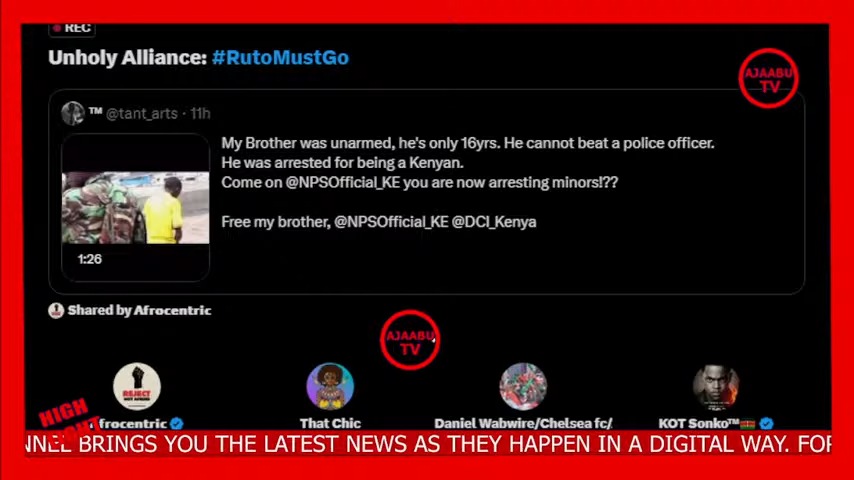 REC
Unholy Alliance: #RutoMustGo
AJAABU
TV
™ @tant_arts · 11h
My Brother was unarmed, he's only 16yrs. He cannot beat a police officer.
He was arrested for being a Kenyan.
Come on @NPSOfficial_KE you are now arresting minors!??
Free my brother, @NPSOfficial_KE @DCI_Kenya
1:26
Shared by Afrocentric
AJAABU
TV
REJECT
frocentric
That Chic
Daniel Wabwire/Chelsea fc/
KOT Sonko™
HIGH
NNEL BRINGS YOU THE LATEST NEWS AS THEY HAPPEN IN A DIGITAL WAY. FOR